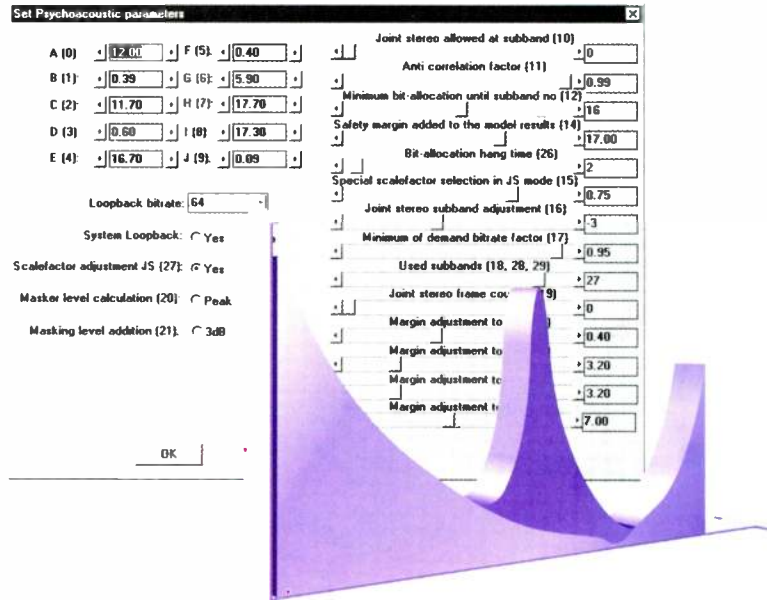 Set Psychoacoustic parameters
A (0) 12.00 F (5): 0.40
B (1): 0.39 G (6): 5.90
C (2) 11.70 H (7) 17.70
D (3) 0.60 I (8) 17.30
E (4): 16.70 J (9): 0.09
Loopback bitrate: 64
System Loopback: Yes
Scalefactor adjustment JS (27): Yes
Masker level calculation (20): Peak
Masking level addition (21): 3dB
OK
Joint stereo allowed at subband (10)
0
Anti correlation factor (11)
0.99
Minimum bit-allocation until subband no (12)
16
Safety margin added to the model results (14)
17.00
Bit-allocation hang time (26)
2
Special scalefactor selection in JS mode (15)
0.75
Joint stereo subband adjustment (16)
-3
Minimum of demand bitrate factor (17)
0.95
Used subbands (18, 28, 29)
27
Joint stereo frame cou 9)
0
Margin adjustment to )
0.40
Margin adjustment to )
3.20
Margin adjustment to )
3.20
Margin adjustment t
7.00